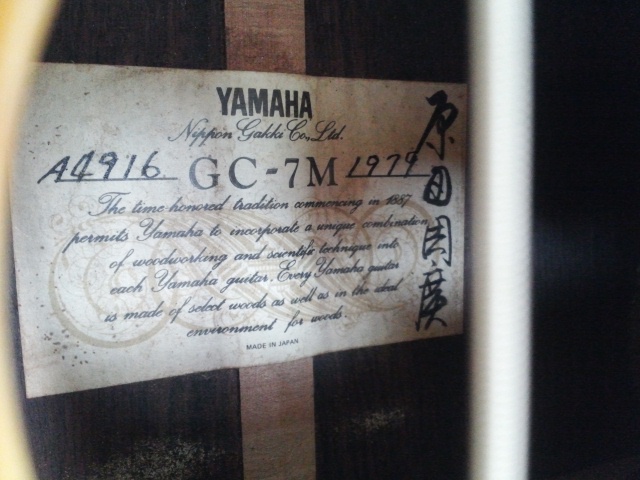 YAMAHA
Nippon Gakki Co., Ltd.
A4916 GC-7M 1979
The time honored tradition commencing in 1887
permits Yamaha to incorporate a unique combination
of woodworking and scientific technique into
each Yamaha guitar. Every Yamaha guitar
is made of select woods as well as in the ideal
environment for woods.
MADE IN JAPAN
原田国廣